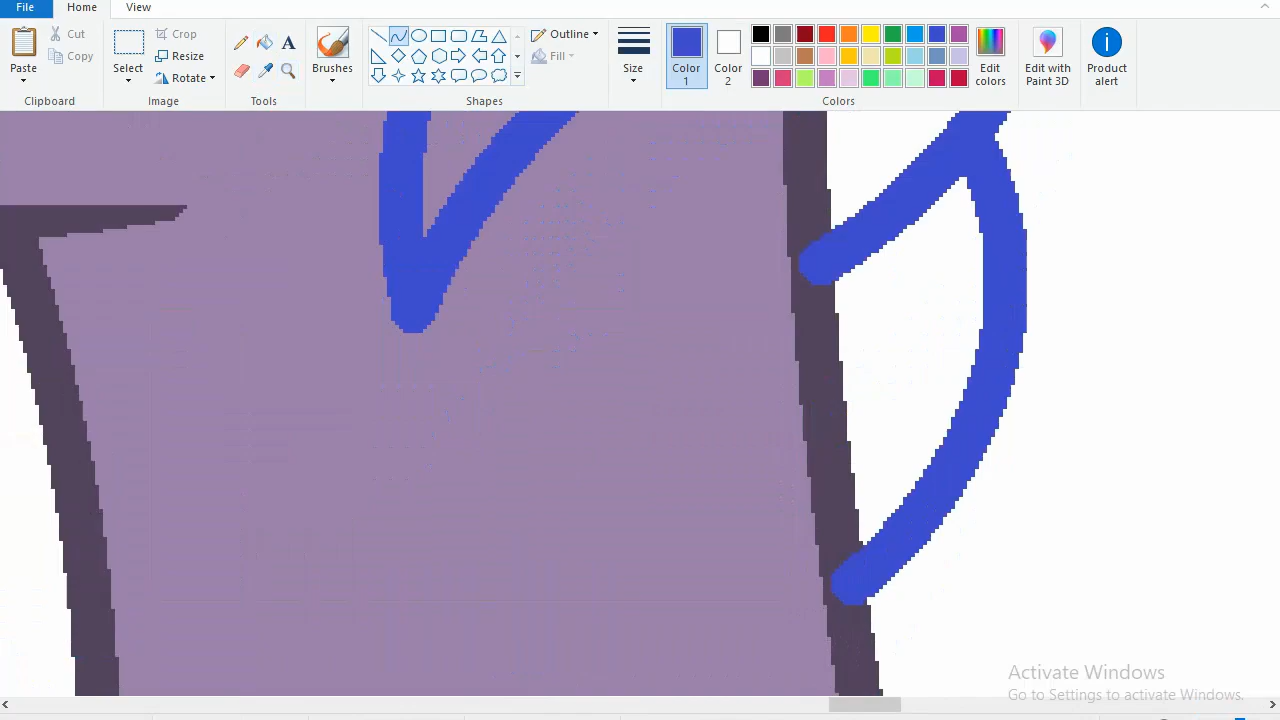 File Home View
Paste Cut Copy Clipboard
Select Crop Resize Rotate Image
A Tools
Brushes
Outline Fill Shapes
Size
Color 1 Color 2 Edit colors Colors
Edit with Paint 3D
Product alert
Activate Windows
Go to Settings to activate Windows.